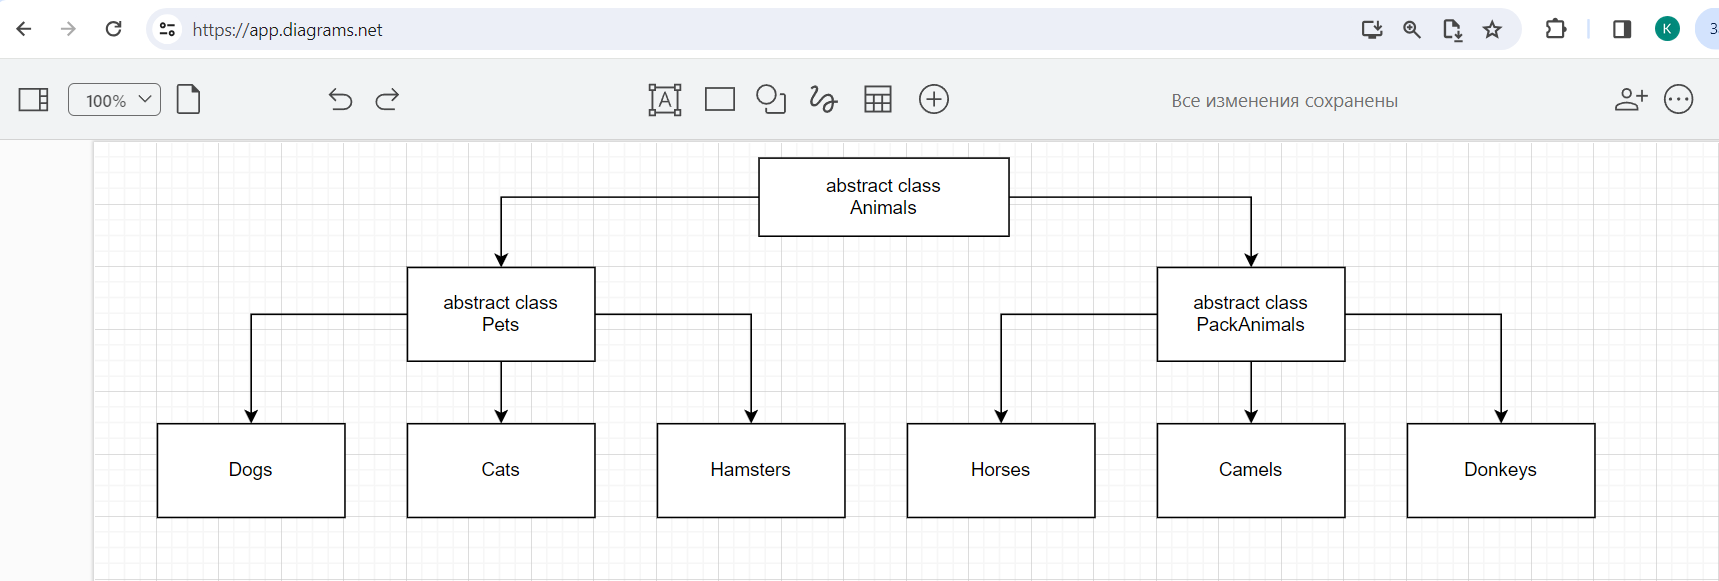 https://app.diagrams.net
K
3
100%
A
Все изменения сохранены
abstract class
Animals
abstract class
Pets
abstract class
PackAnimals
Dogs
Cats
Hamsters
Horses
Camels
Donkeys